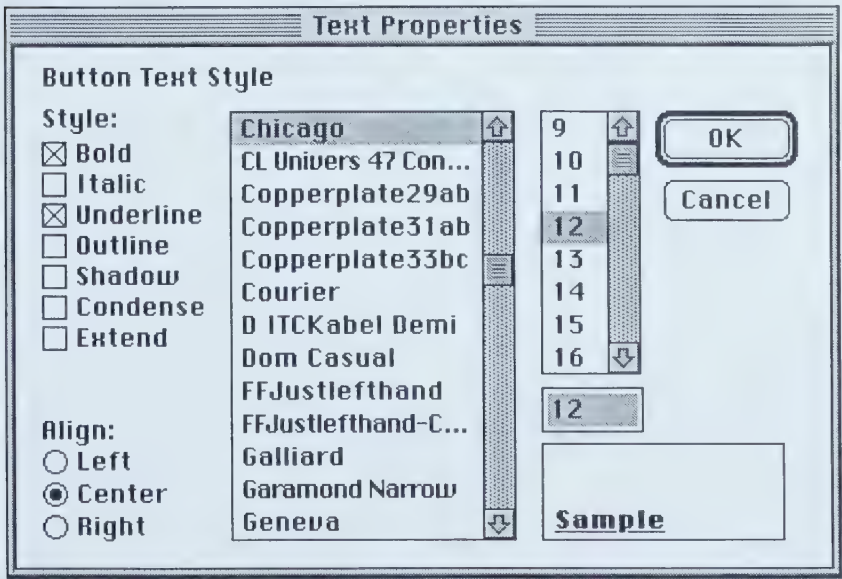 Text Properties
Button Text Style
Style:
Bold
Italic
Underline
Outline
Shadow
Condense
Extend
Align:
Left
Center
Right
Chicago
CL Univers 47 Con...
Copperplate29ab
Copperplate31ab
Copperplate33bc
Courier
D ITCKabel Demi
Dom Casual
FFJustlefthand
FFJustlefthand-C...
Galliard
Garamond Narrow
Geneva
9
10
11
12
13
14
15
16
12
Sample
OK
Cancel